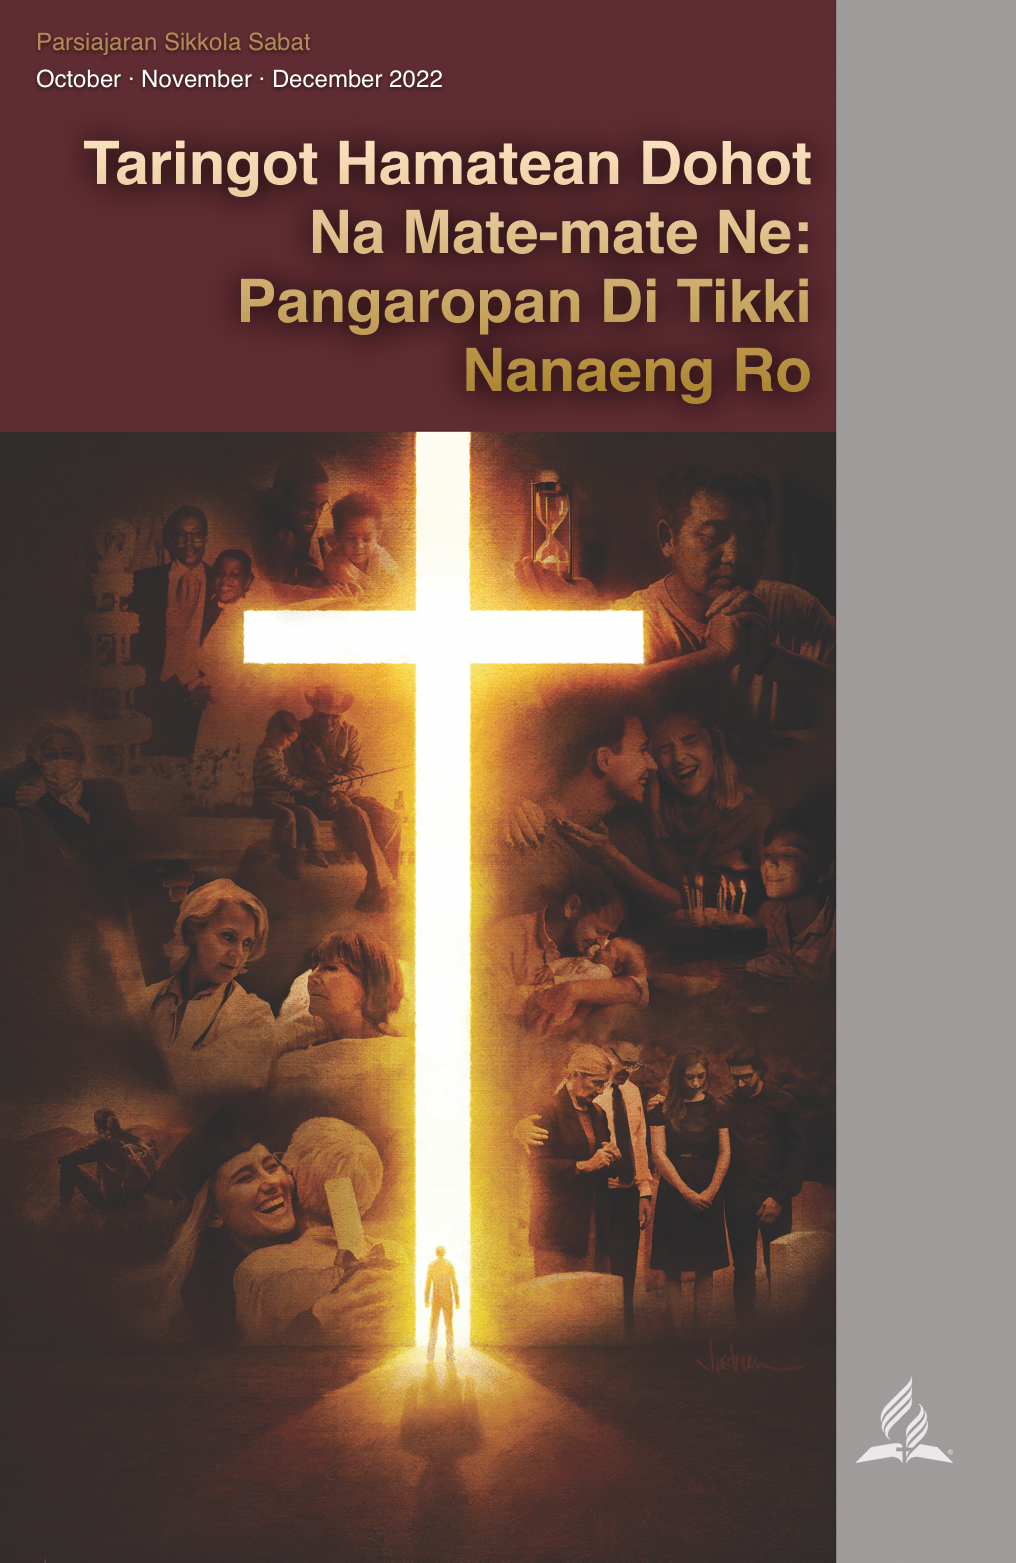 Parsiajaran Sikkola Sabat
October · November · December 2022
Taringot Hamatean Dohot
Na Mate-mate Ne:
Pangaropan Di Tikki
Nanaeng Ro